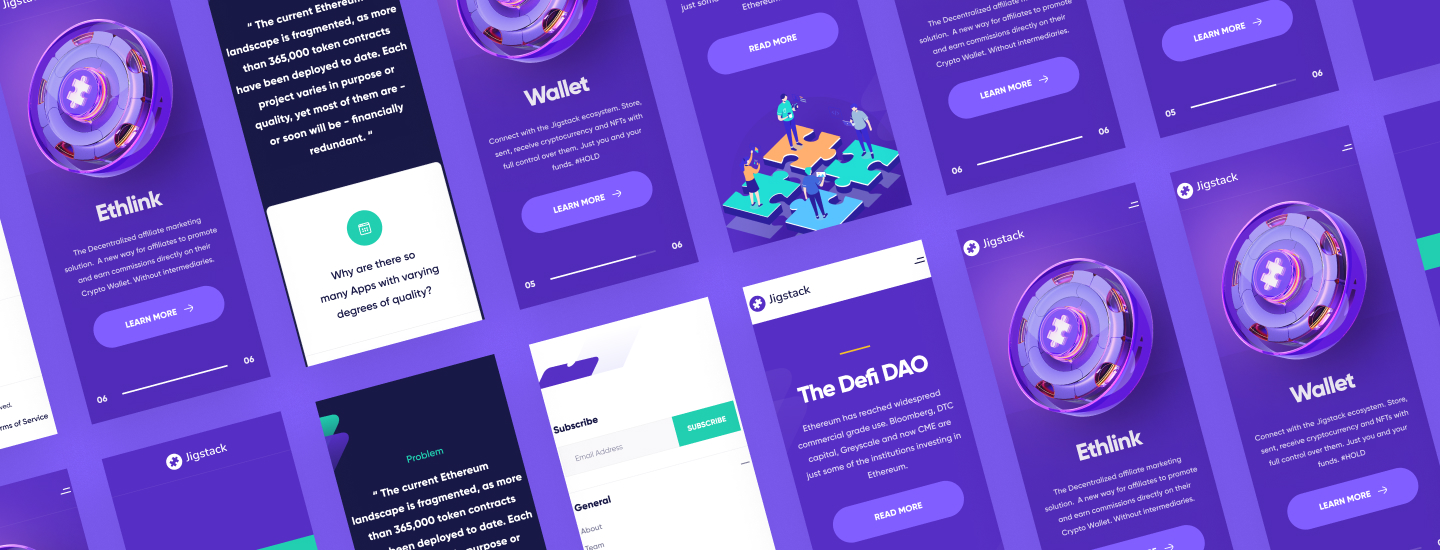 Jigstack
Ethlink
The Decentralized affiliate marketing
solution. A new way for affiliates to promote
and earn commissions directly on their
Crypto Wallet. Without intermediaries.
LEARN MORE
06
06
ved.
rms of Service
“ The current Ethereum
landscape is fragmented, as more
than 365,000 token contracts
have been deployed to date. Each
project varies in purpose or
quality, yet most of them are -
or soon will be - financially
redundant. “
Why are there so
many Apps with varying
degrees of quality?
Wallet
Connect with the Jigstack ecosystem. Store,
sent, receive cryptocurrency and NFTs with
full control over them. Just you and your
funds. #HOLD
LEARN MORE
05
06
just some
Ethereum.
READ MORE
The Decentralized affiliate marketing
solution. A new way for affiliates to promote
and earn commissions directly on their
Crypto Wallet. Without intermediaries.
LEARN MORE
06
06
LEARN MORE
05
06
Jigstack
Problem
“ The current Ethereum
landscape is fragmented, as more
than 365,000 token contracts
have been deployed to date. Each
purpose or
Subscribe
Email Address
SUBSCRIBE
General
About
Team
Jigstack
The Defi DAO
Ethereum has reached widespread
commercial grade use. Bloomberg, DTC
capital, Greyscale and now CME are
just some of the institutions investing in
Ethereum.
READ MORE
Jigstack
Ethlink
The Decentralized affiliate marketing
solution. A new way for affiliates to promote
and earn commissions directly on their
Crypto Wallet. Without intermediaries.
LEARN MORE
Jigstack
Wallet
Connect with the Jigstack ecosystem. Store,
sent, receive cryptocurrency and NFTs with
full control over them. Just you and your
funds. #HOLD
LEARN MORE